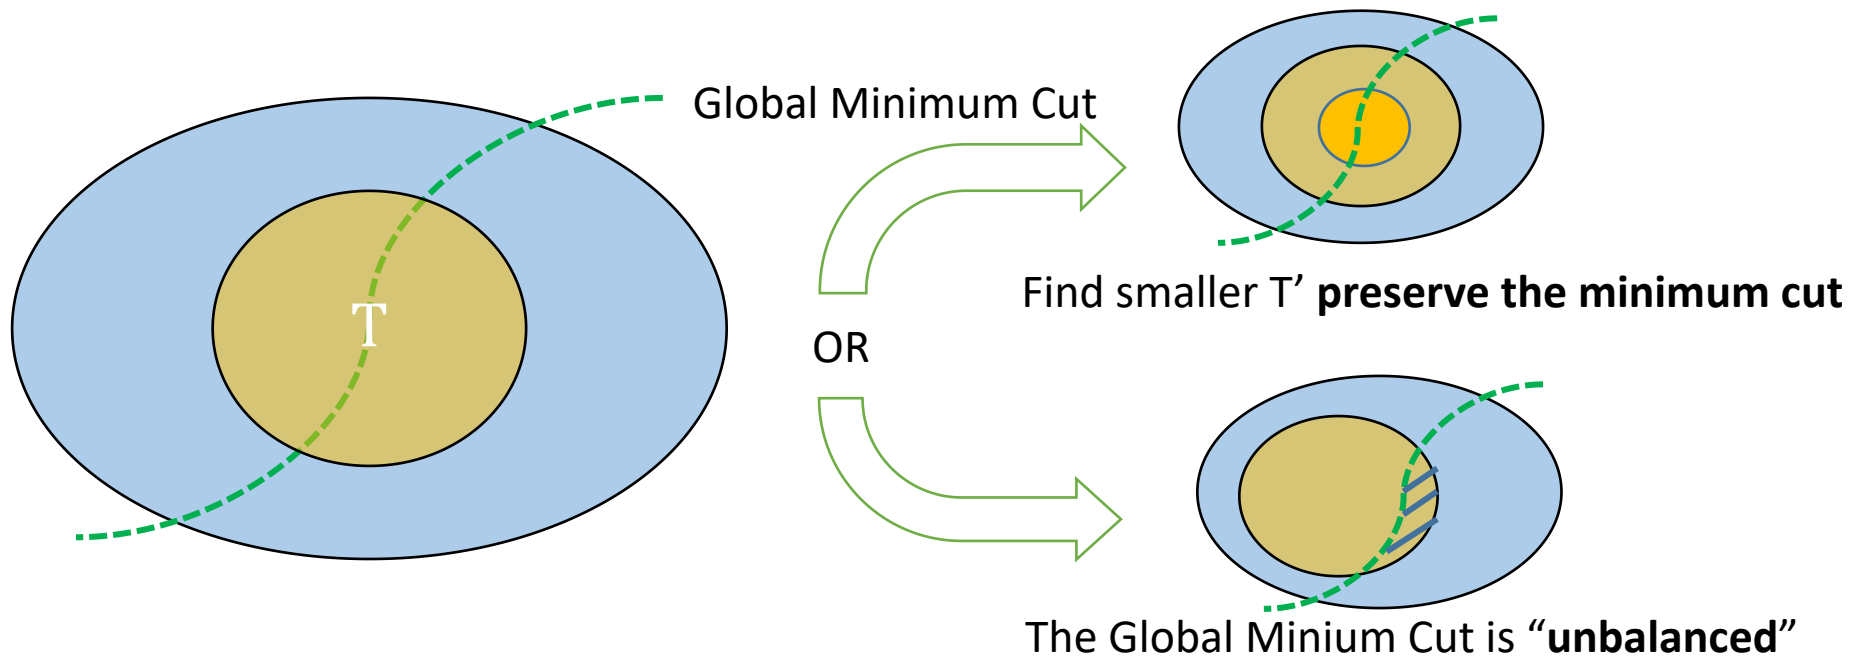 Global Minimum Cut
T
OR
Find smaller T’ preserve the minimum cut
The Global Minium Cut is “unbalanced”